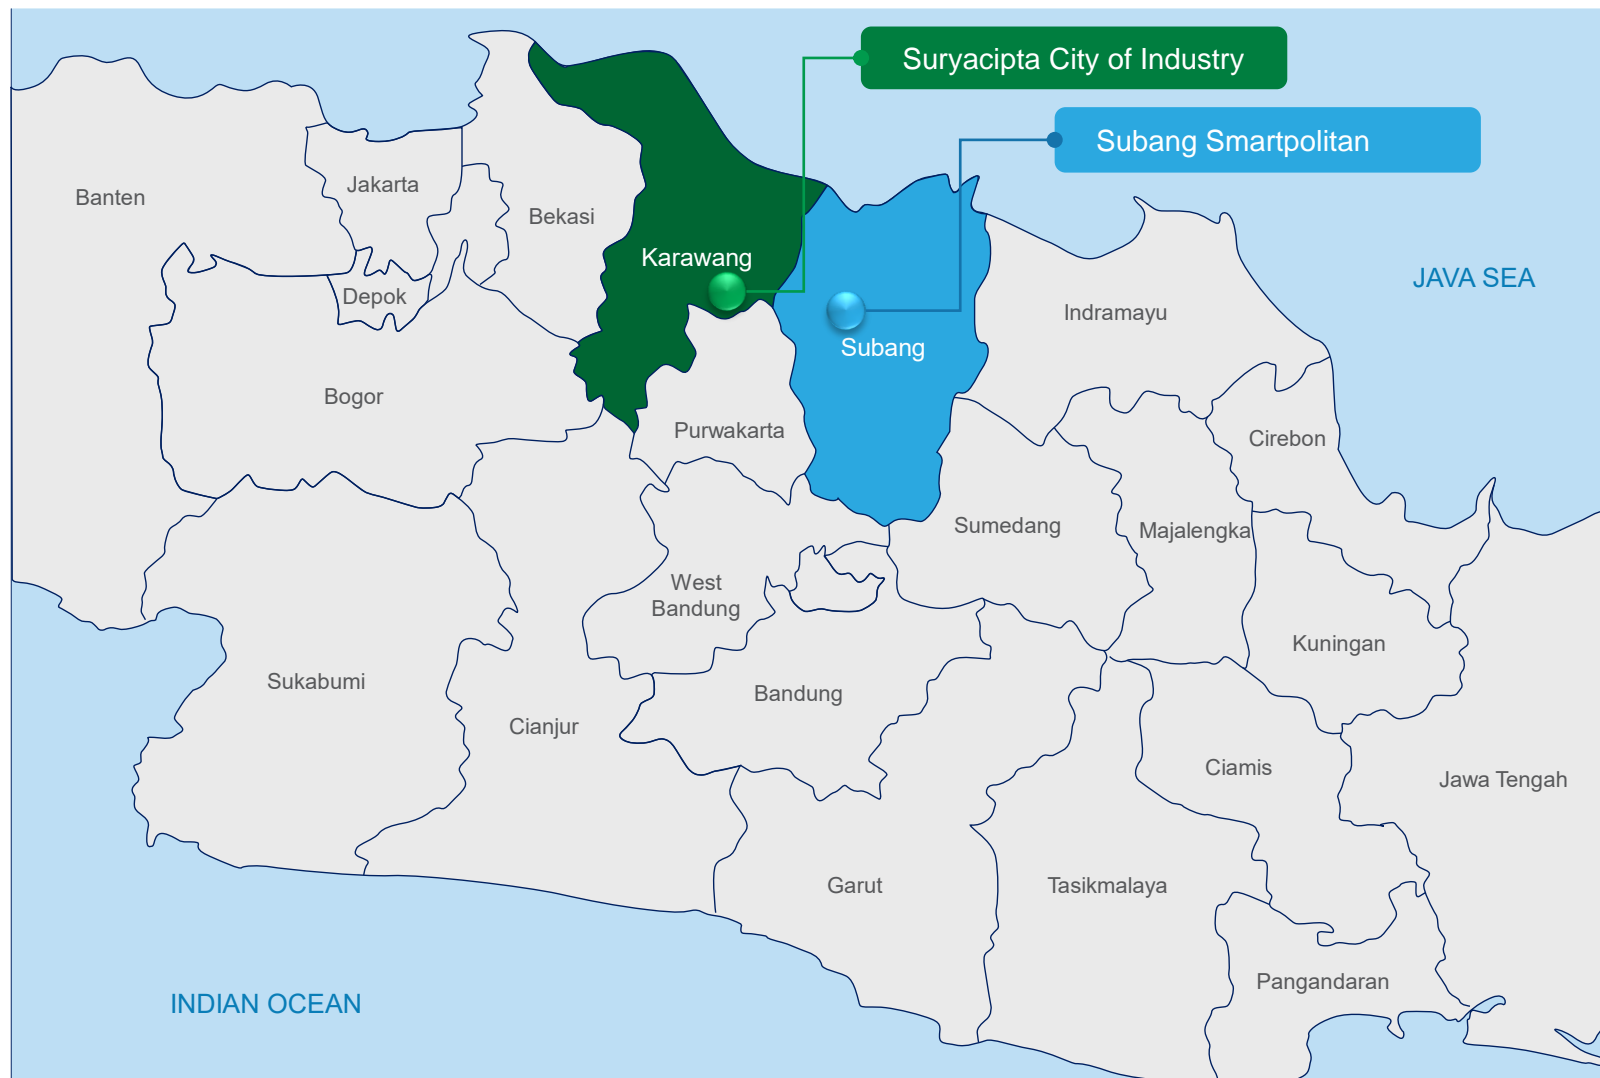 Suryacipta City of Industry
Subang Smartpolitan
Banten
Jakarta
Bekasi
Karawang
JAVA SEA
Depok
Indramayu
Subang
Bogor
Purwakarta
Cirebon
Sumedang
Majalengka
West
Bandung
Kuningan
Sukabumi
Bandung
Cianjur
Ciamis
Jawa Tengah
Garut
Tasikmalaya
Pangandaran
INDIAN OCEAN